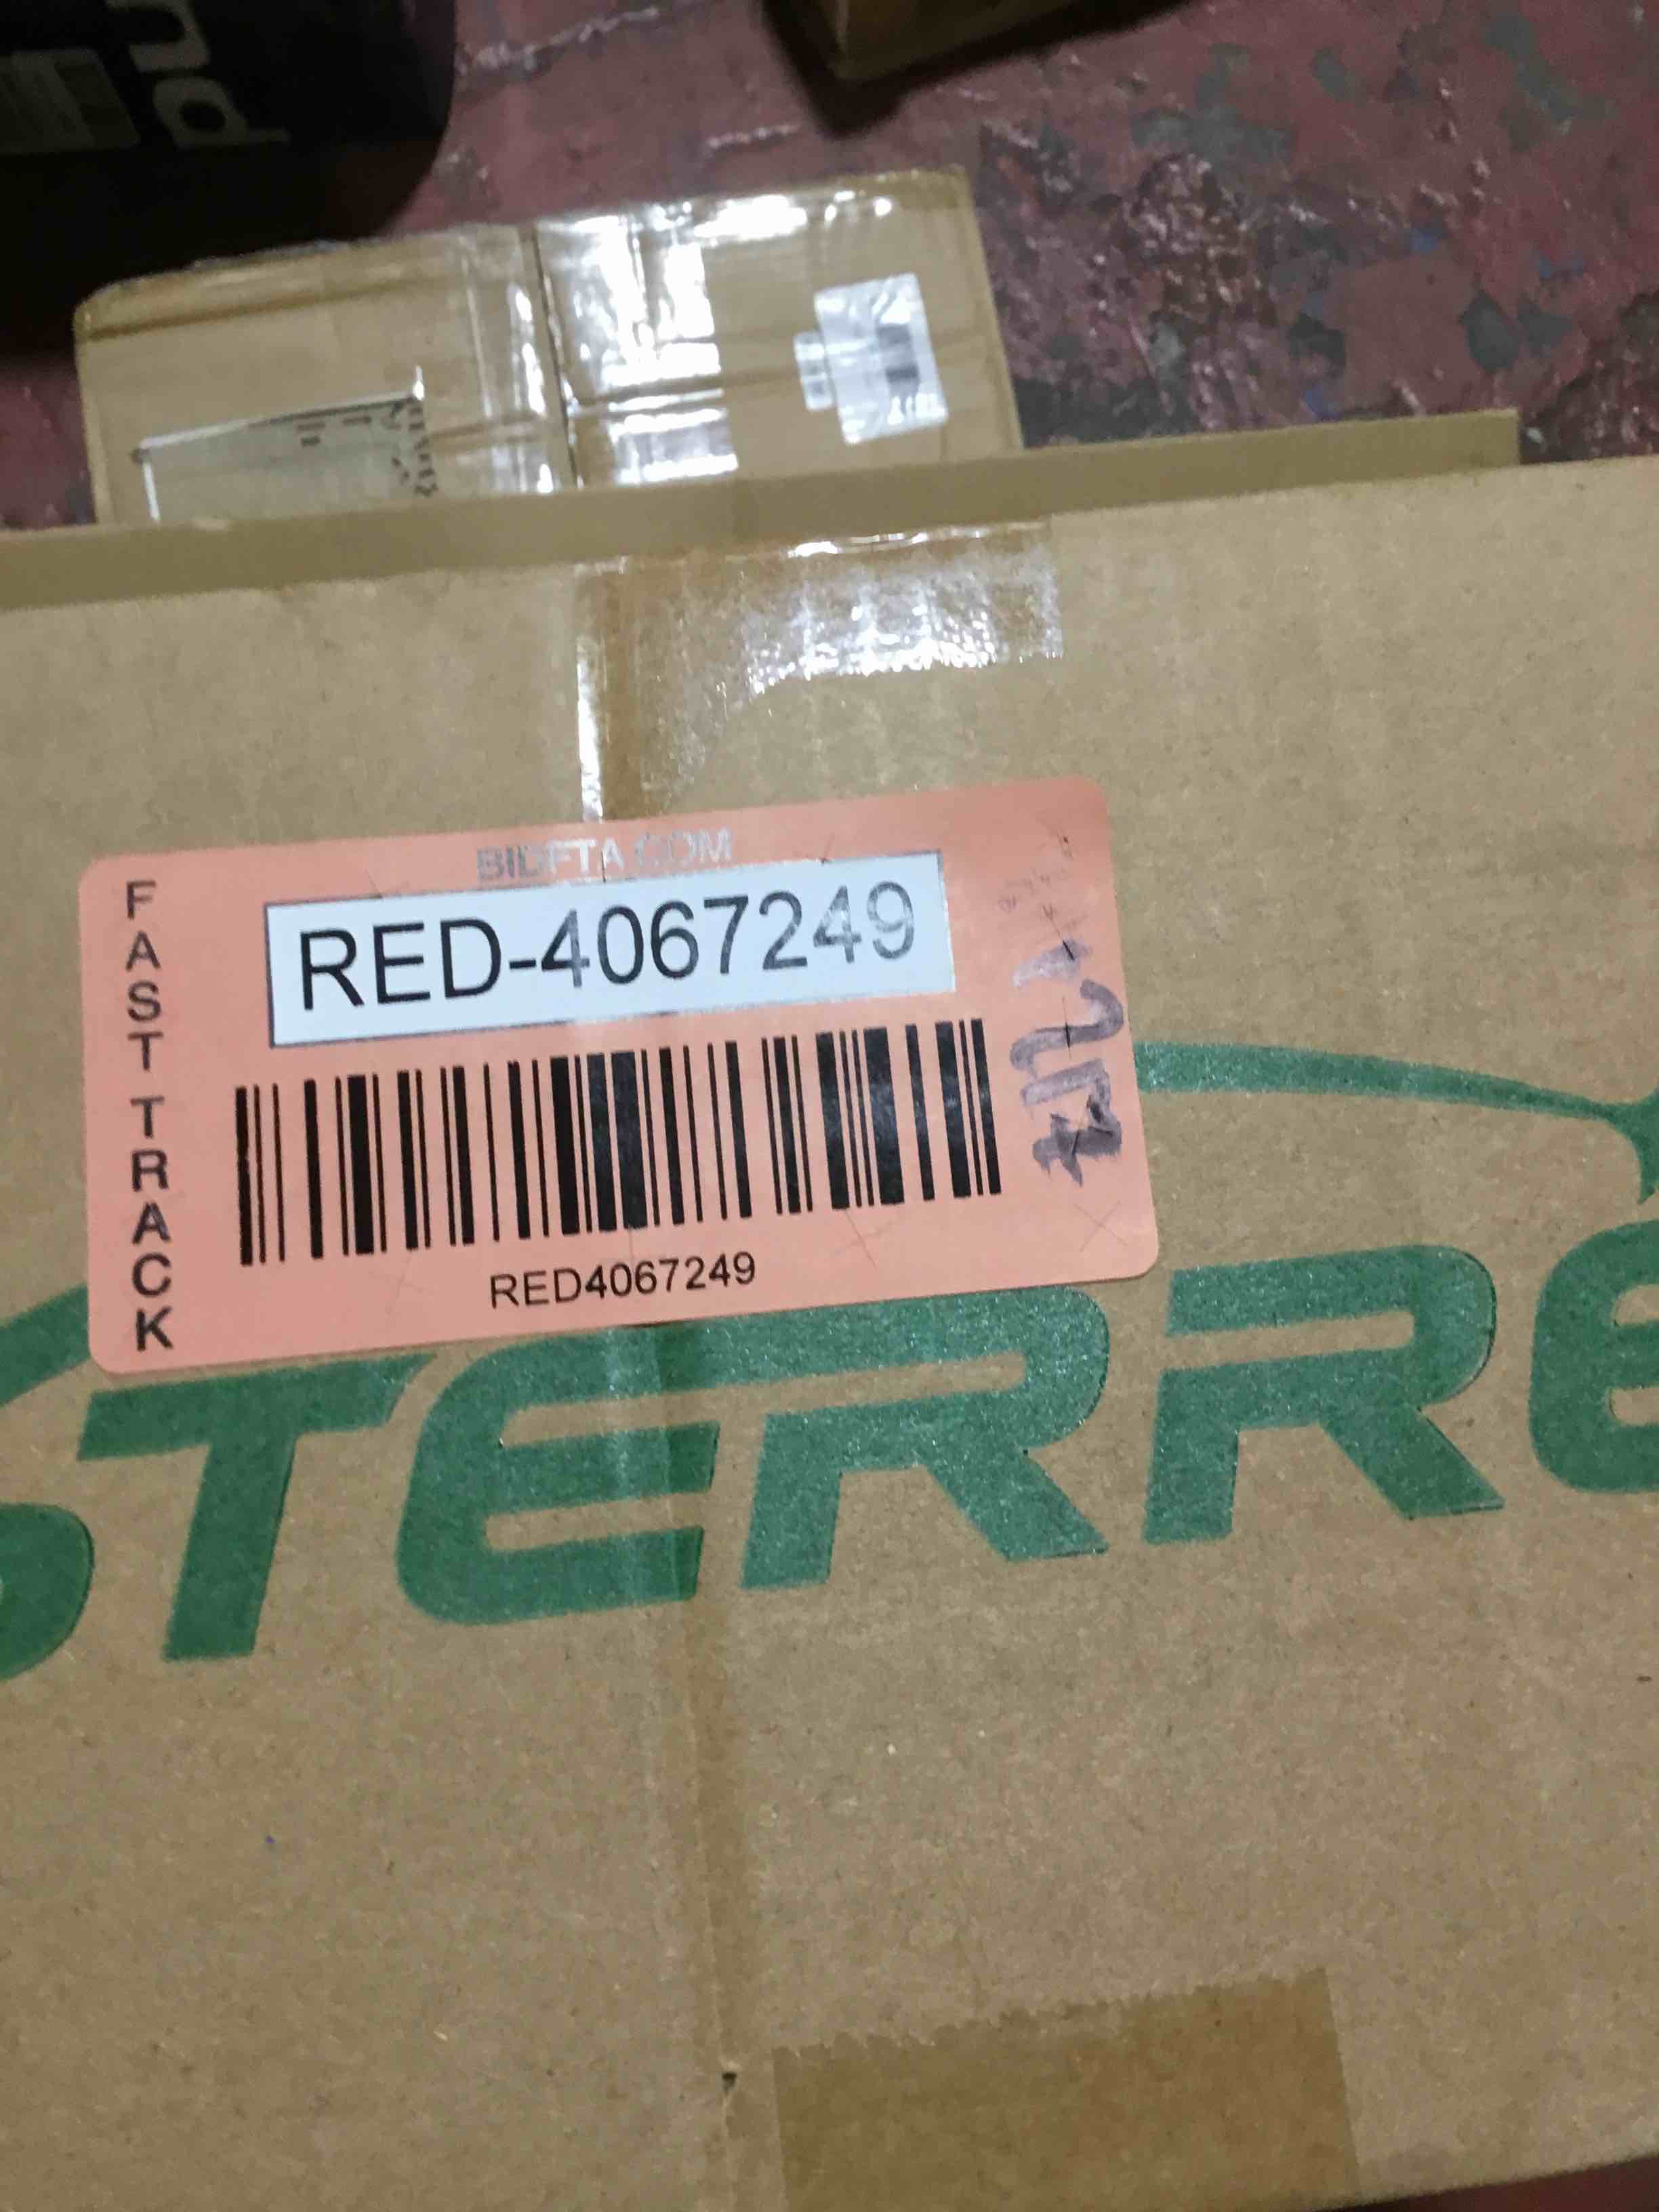 BIDFTA.COM
FAST TRACK
RED-4067249
RED4067249
STERRE